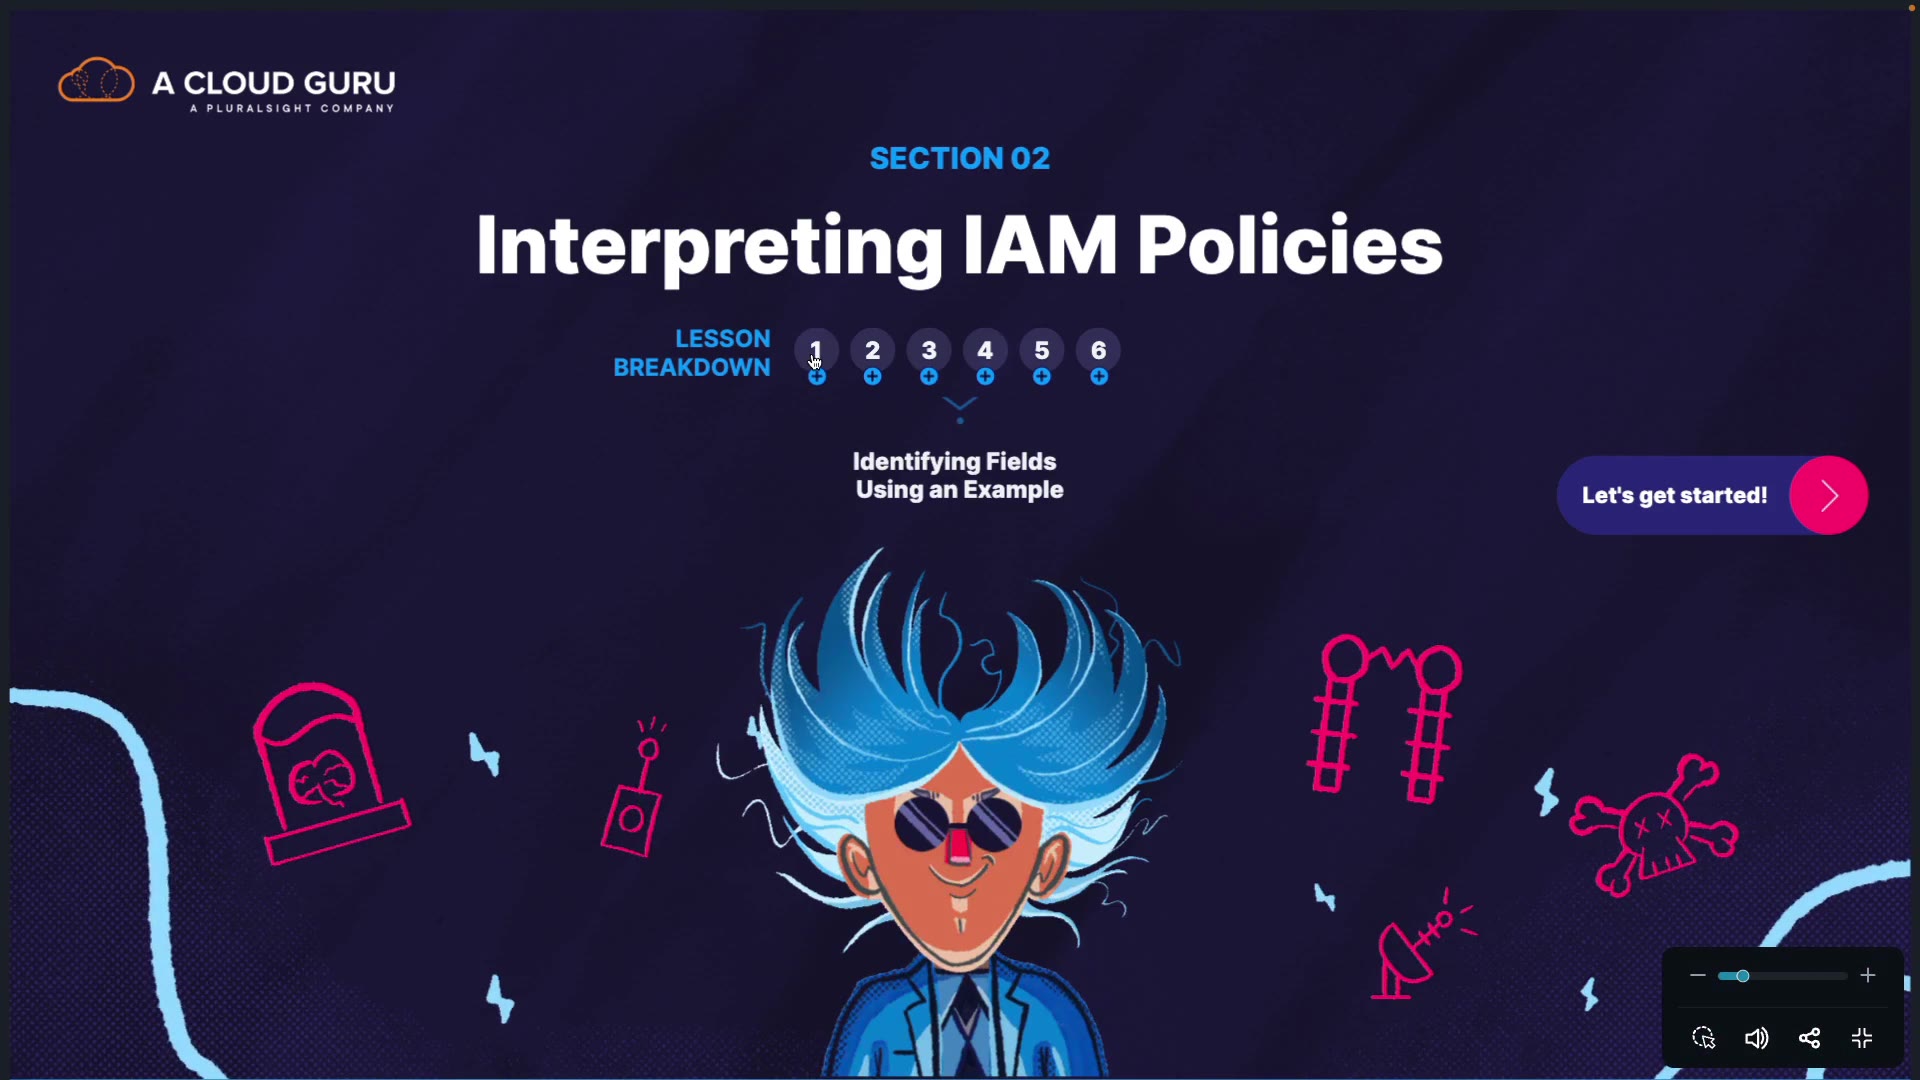 A CLOUD GURU
A PLURALSIGHT COMPANY
SECTION 02
Interpreting IAM Policies
LESSON
BREAKDOWN
1 2 3 4 5 6
Identifying Fields
Using an Example
Let's get started!